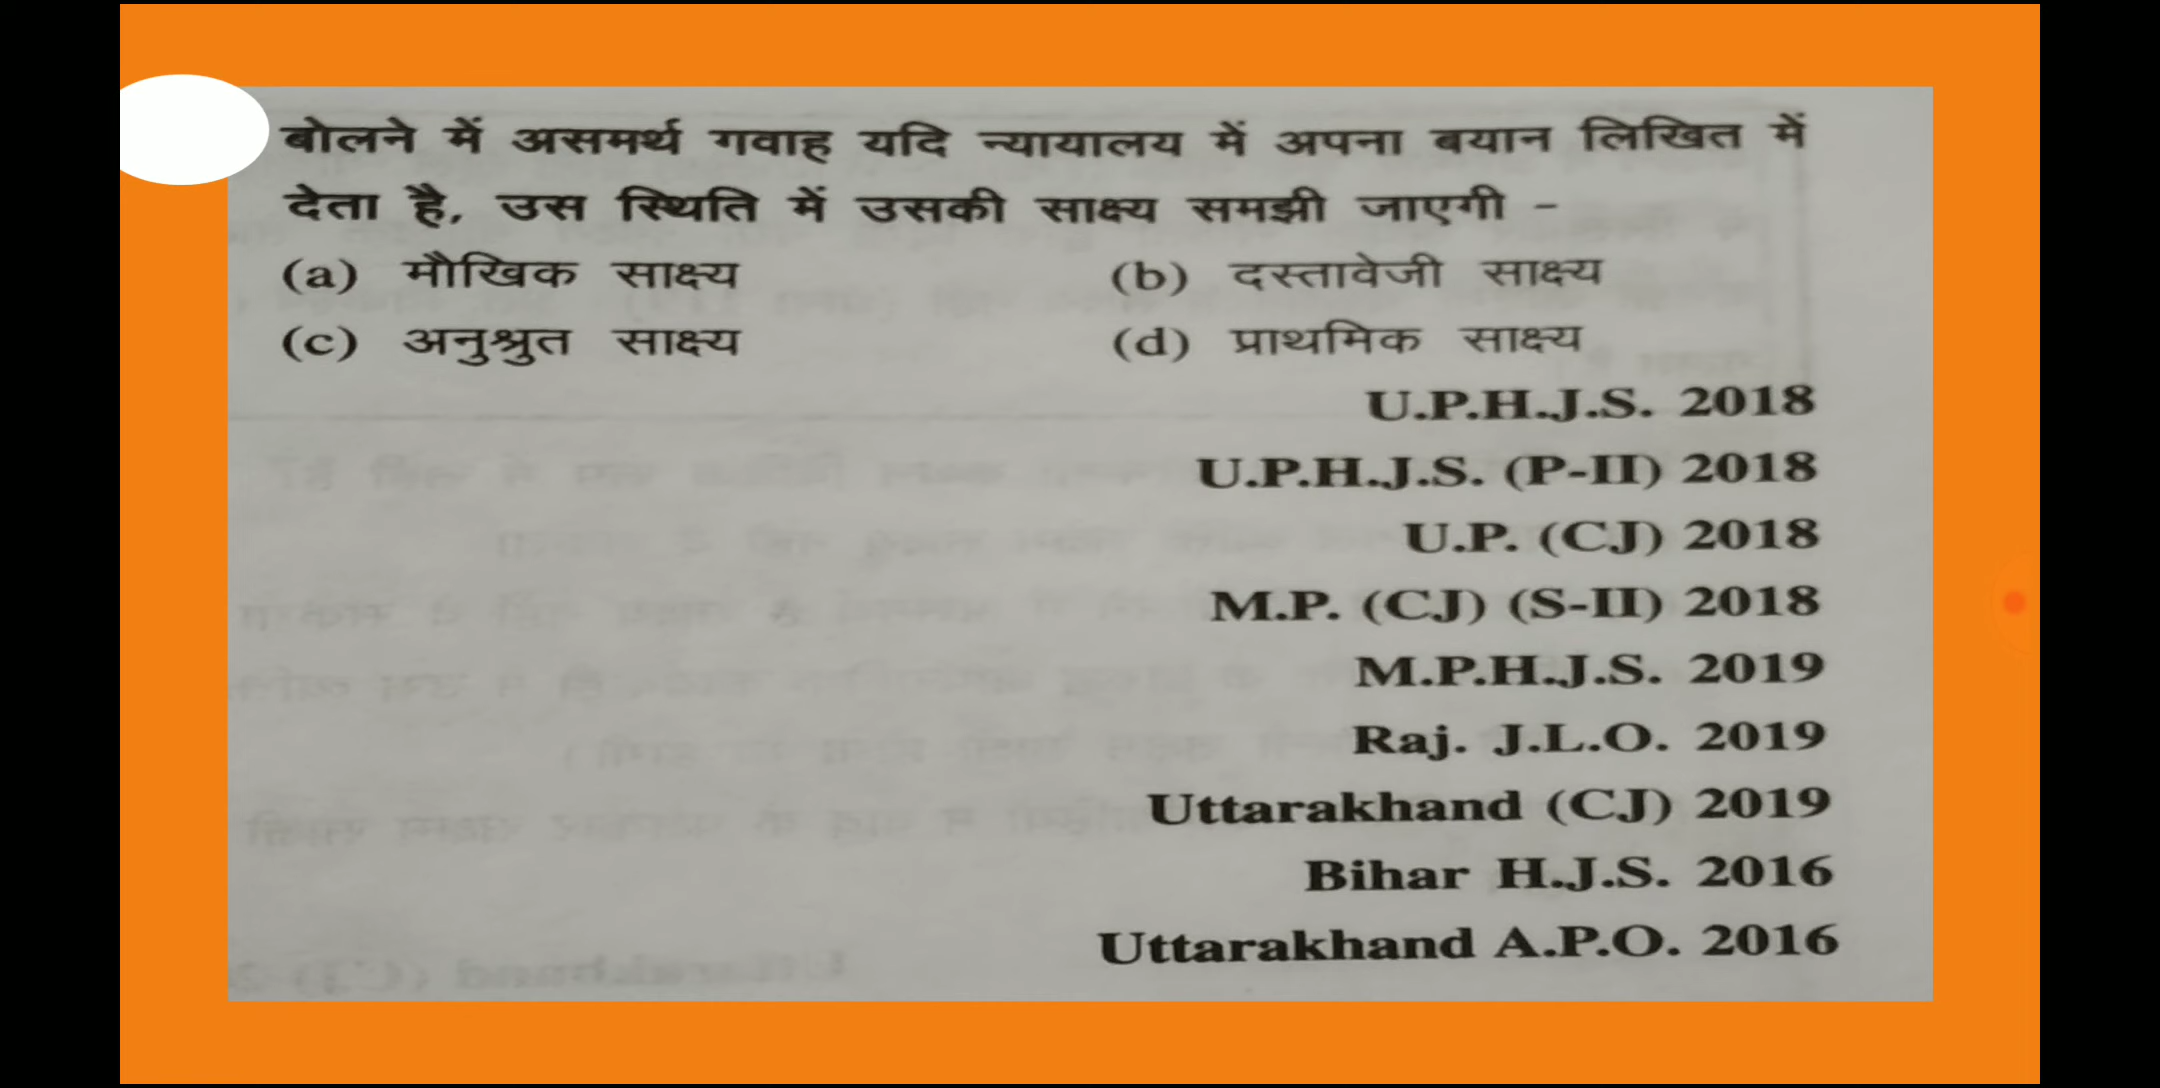 बोलने में असमर्थ गवाह यदि न्यायालय में अपना बयान लिखित में
देता है, उस स्थिति में उसकी साक्ष्य समझी जाएगी -
(a) मौखिक साक्ष्य (b) दस्तावेजी साक्ष्य
(c) अनुश्रुत साक्ष्य (d) प्राथमिक साक्ष्य
U.P.H.J.S. 2018
U.P.H.J.S. (P-II) 2018
U.P. (CJ) 2018
M.P. (CJ) (S-II) 2018
M.P.H.J.S. 2019
Raj. J.L.O. 2019
Uttarakhand (CJ) 2019
Bihar H.J.S. 2016
Uttarakhand A.P.O. 2016